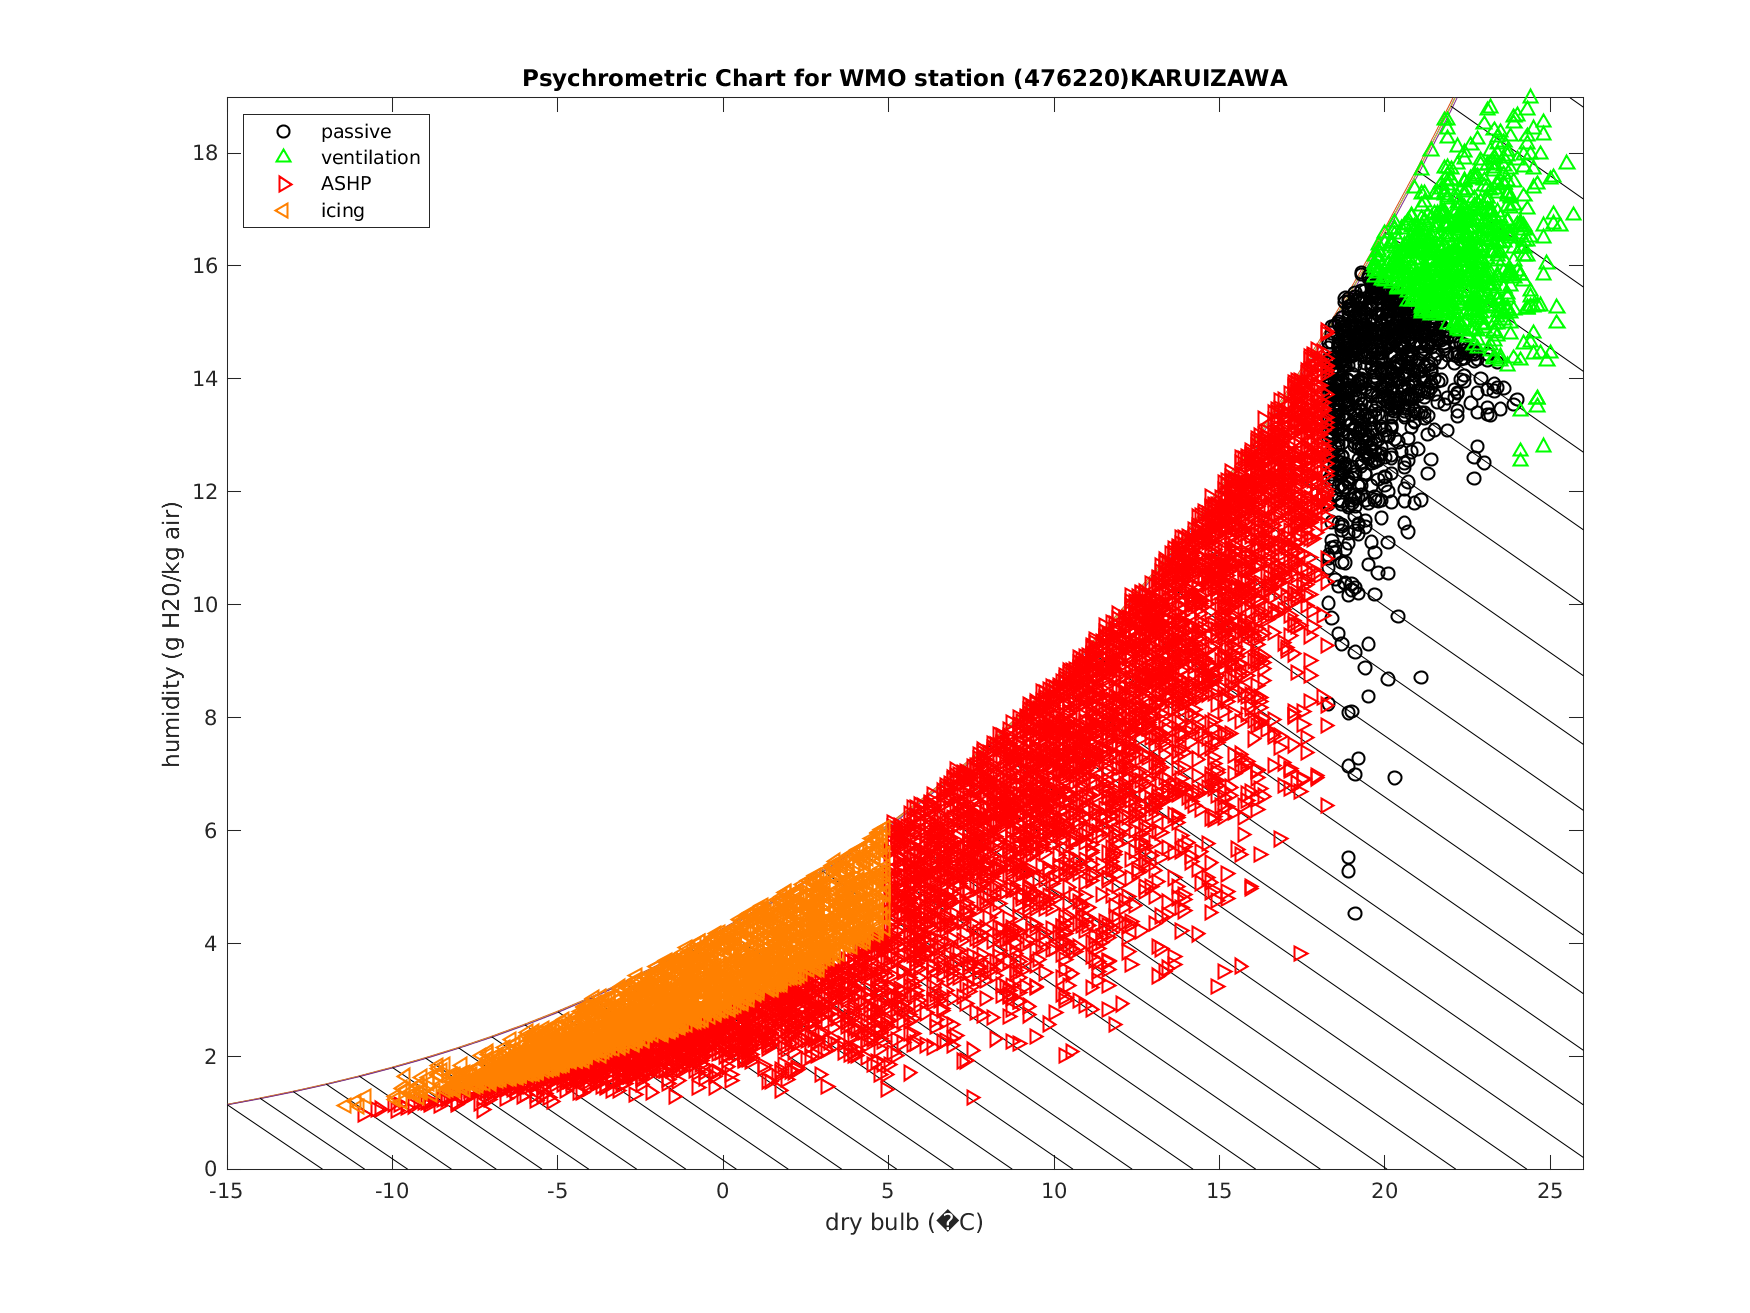 Psychrometric Chart for WMO station (476220)KARUIZAWA
passive
ventilation
ASHP
icing
humidity (g H20/kg air)
18
16
14
12
10
8
6
4
2
0
-15 -10 -5 0 5 10 15 20 25
dry bulb (�C)